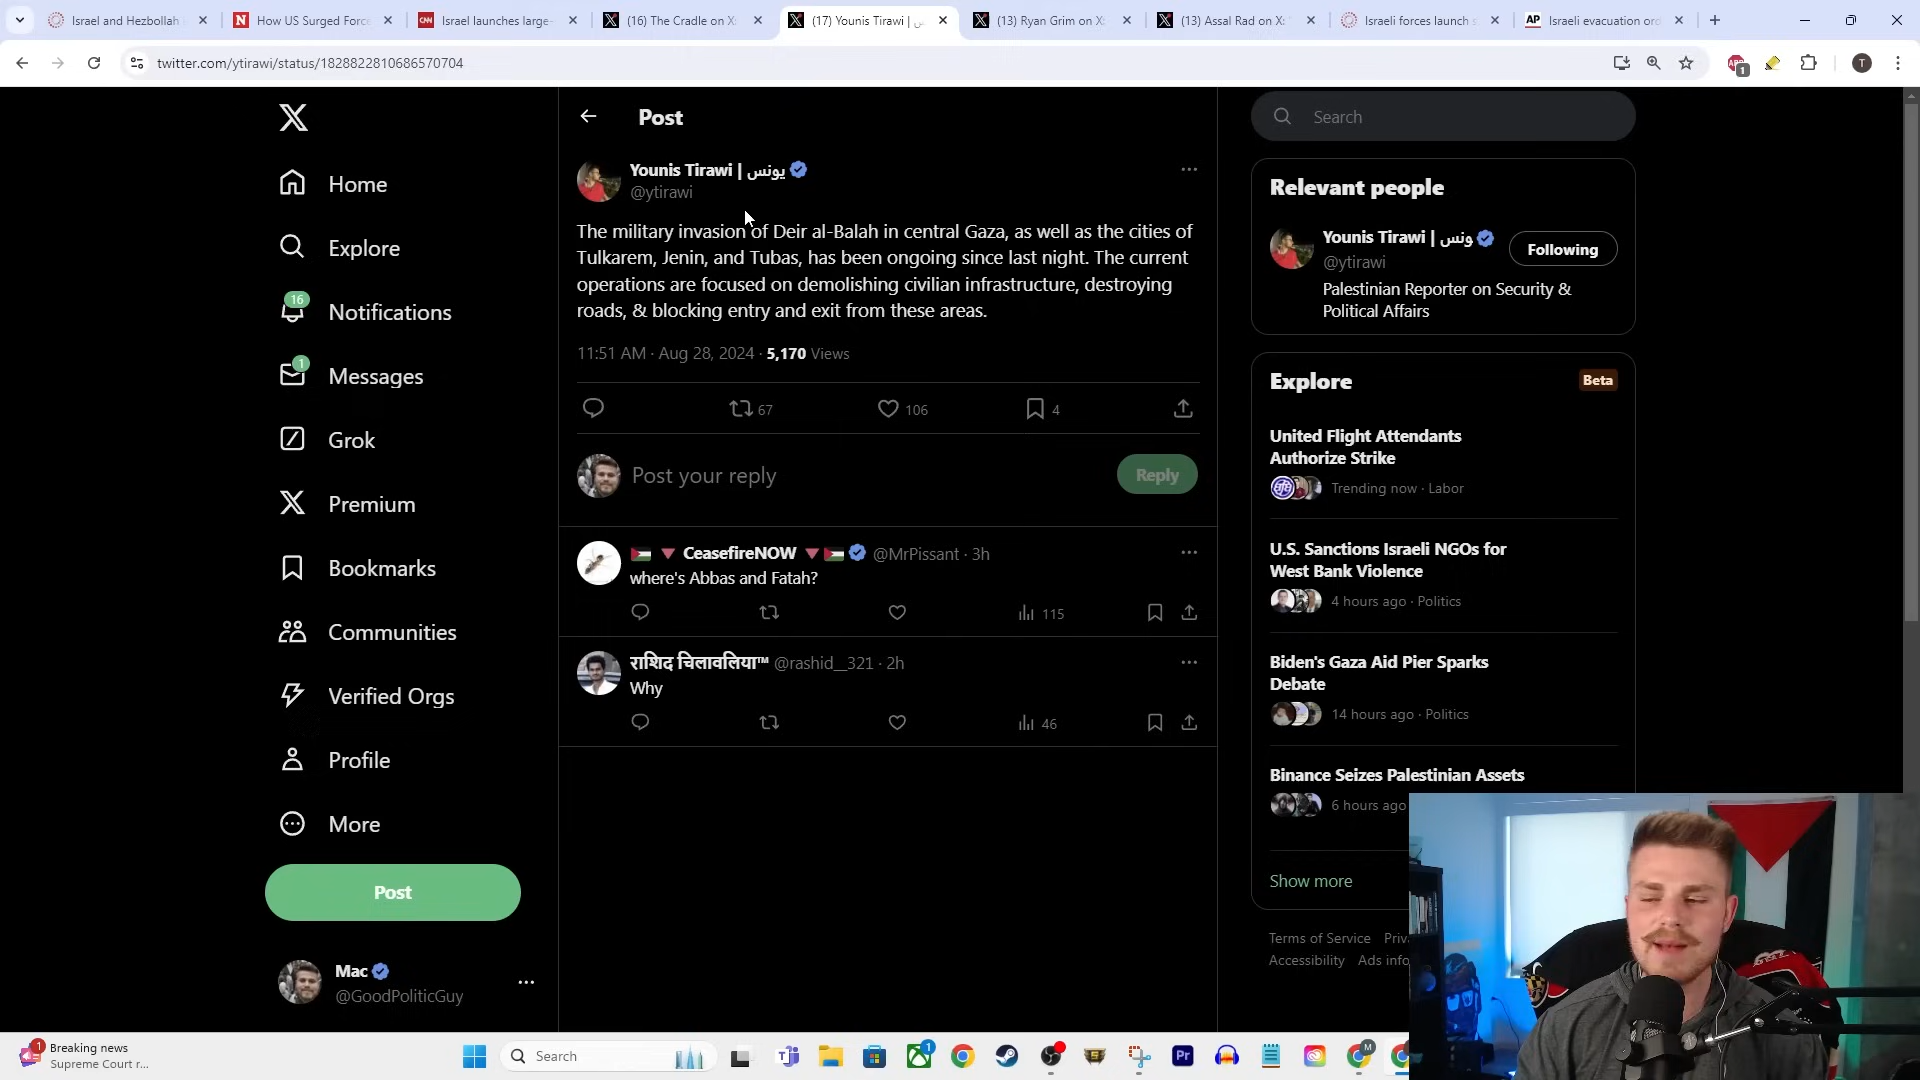 Israel and Hezbollah
How US Surged Force
Israel launches large-
(16) The Cradle on X:
(17) Younis Tirawi |
(13) Ryan Grim on X:
(13) Assal Rad on X:
Israeli forces launch s
Israeli evacuation ord
twitter.com/ytirawi/status/1828822810686570704
1
T
Post
Search
Home
Explore
16
Notifications
1
Messages
Grok
Premium
Bookmarks
Communities
Verified Orgs
Profile
More
Post
Mac
@GoodPoliticGuy
Younis Tirawi | يونس
@ytirawi
The military invasion of Deir al-Balah in central Gaza, as well as the cities of
Tulkarem, Jenin, and Tubas, has been ongoing since last night. The current
operations are focused on demolishing civilian infrastructure, destroying
roads, & blocking entry and exit from these areas.
11:51 AM · Aug 28, 2024 · 5,170 Views
67
106
4
Post your reply
Reply
CeasefireNOW @MrPissant · 3h
where's Abbas and Fatah?
115
राशिद चिलावलिया™ @rashid__321 · 2h
Why
46
Relevant people
Younis Tirawi | يونس
@ytirawi
Following
Palestinian Reporter on Security &
Political Affairs
Explore
Beta
United Flight Attendants
Authorize Strike
Trending now · Labor
U.S. Sanctions Israeli NGOs for
West Bank Violence
4 hours ago · Politics
Biden's Gaza Aid Pier Sparks
Debate
14 hours ago · Politics
Binance Seizes Palestinian Assets
6 hours ago
Show more
Terms of Service Priv
Accessibility Ads info
1
Breaking news
Supreme Court r...
Search
1
Pr
M